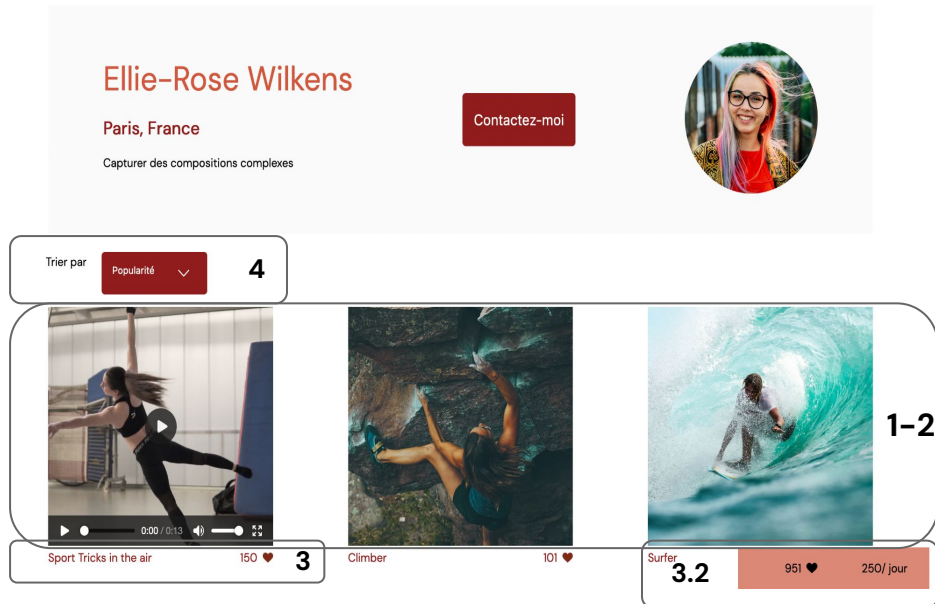 Ellie-Rose Wilkens
Paris, France
Capturer des compositions complexes
Contactez-moi
Trier par
Popularité
4
1-2
0:00 / 0:13
Sport Tricks in the air
150
3
Climber
101
Surfer
3.2
951
250/ jour